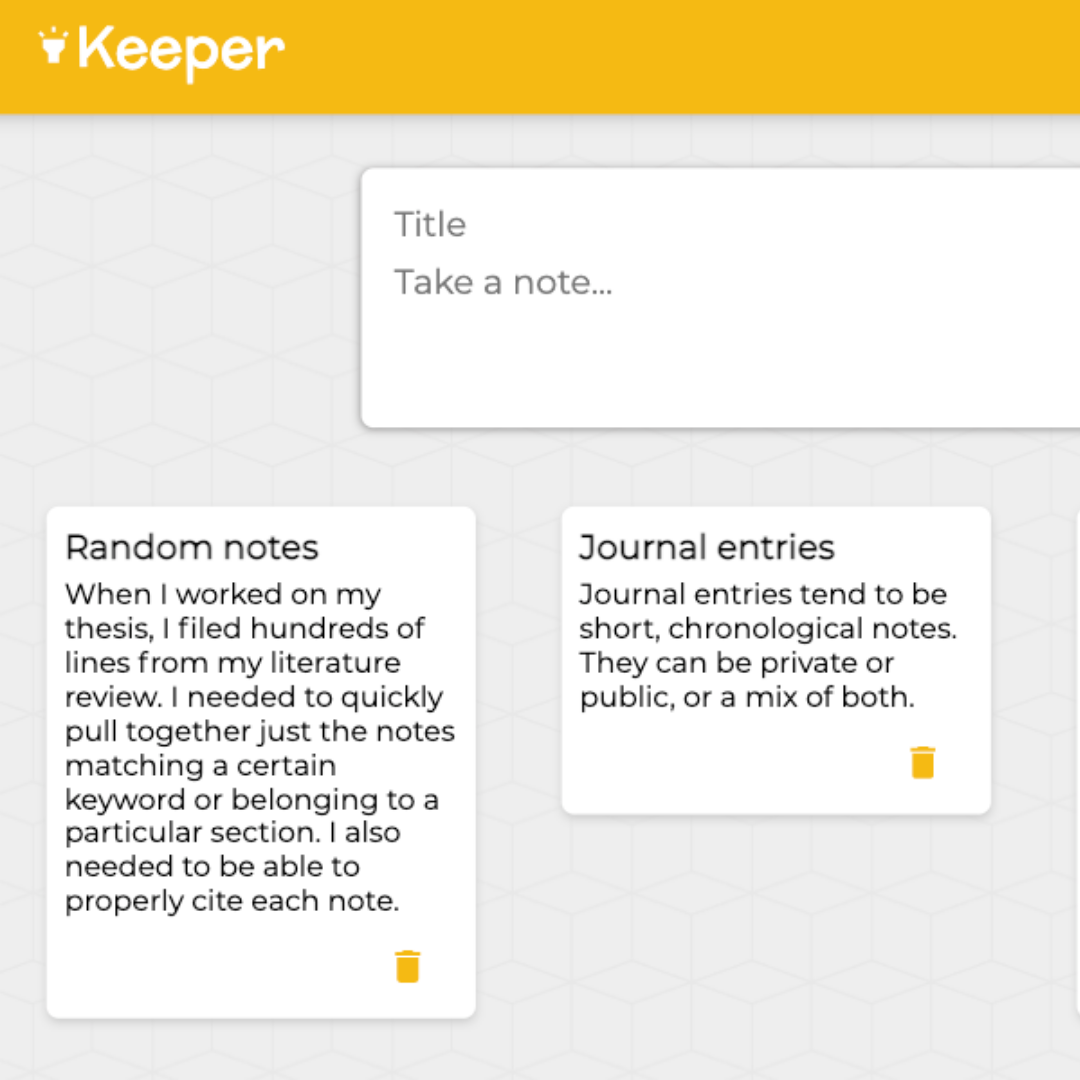 Keeper
Title
Take a note...
Random notes
When I worked on my
thesis, I filed hundreds of
lines from my literature
review. I needed to quickly
pull together just the notes
matching a certain
keyword or belonging to a
particular section. I also
needed to be able to
properly cite each note.
Journal entries
Journal entries tend to be
short, chronological notes.
They can be private or
public, or a mix of both.